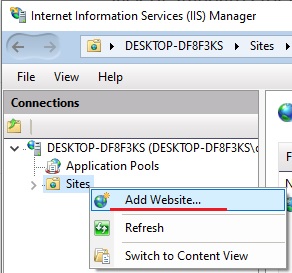 Internet Information Services (IIS) Manager
DESKTOP-DF8F3KS Sites
File View Help
Connections
DESKTOP-DF8F3KS (DESKTOP-DF8F3KS\
Application Pools
Sites
Add Website...
Refresh
Switch to Content View